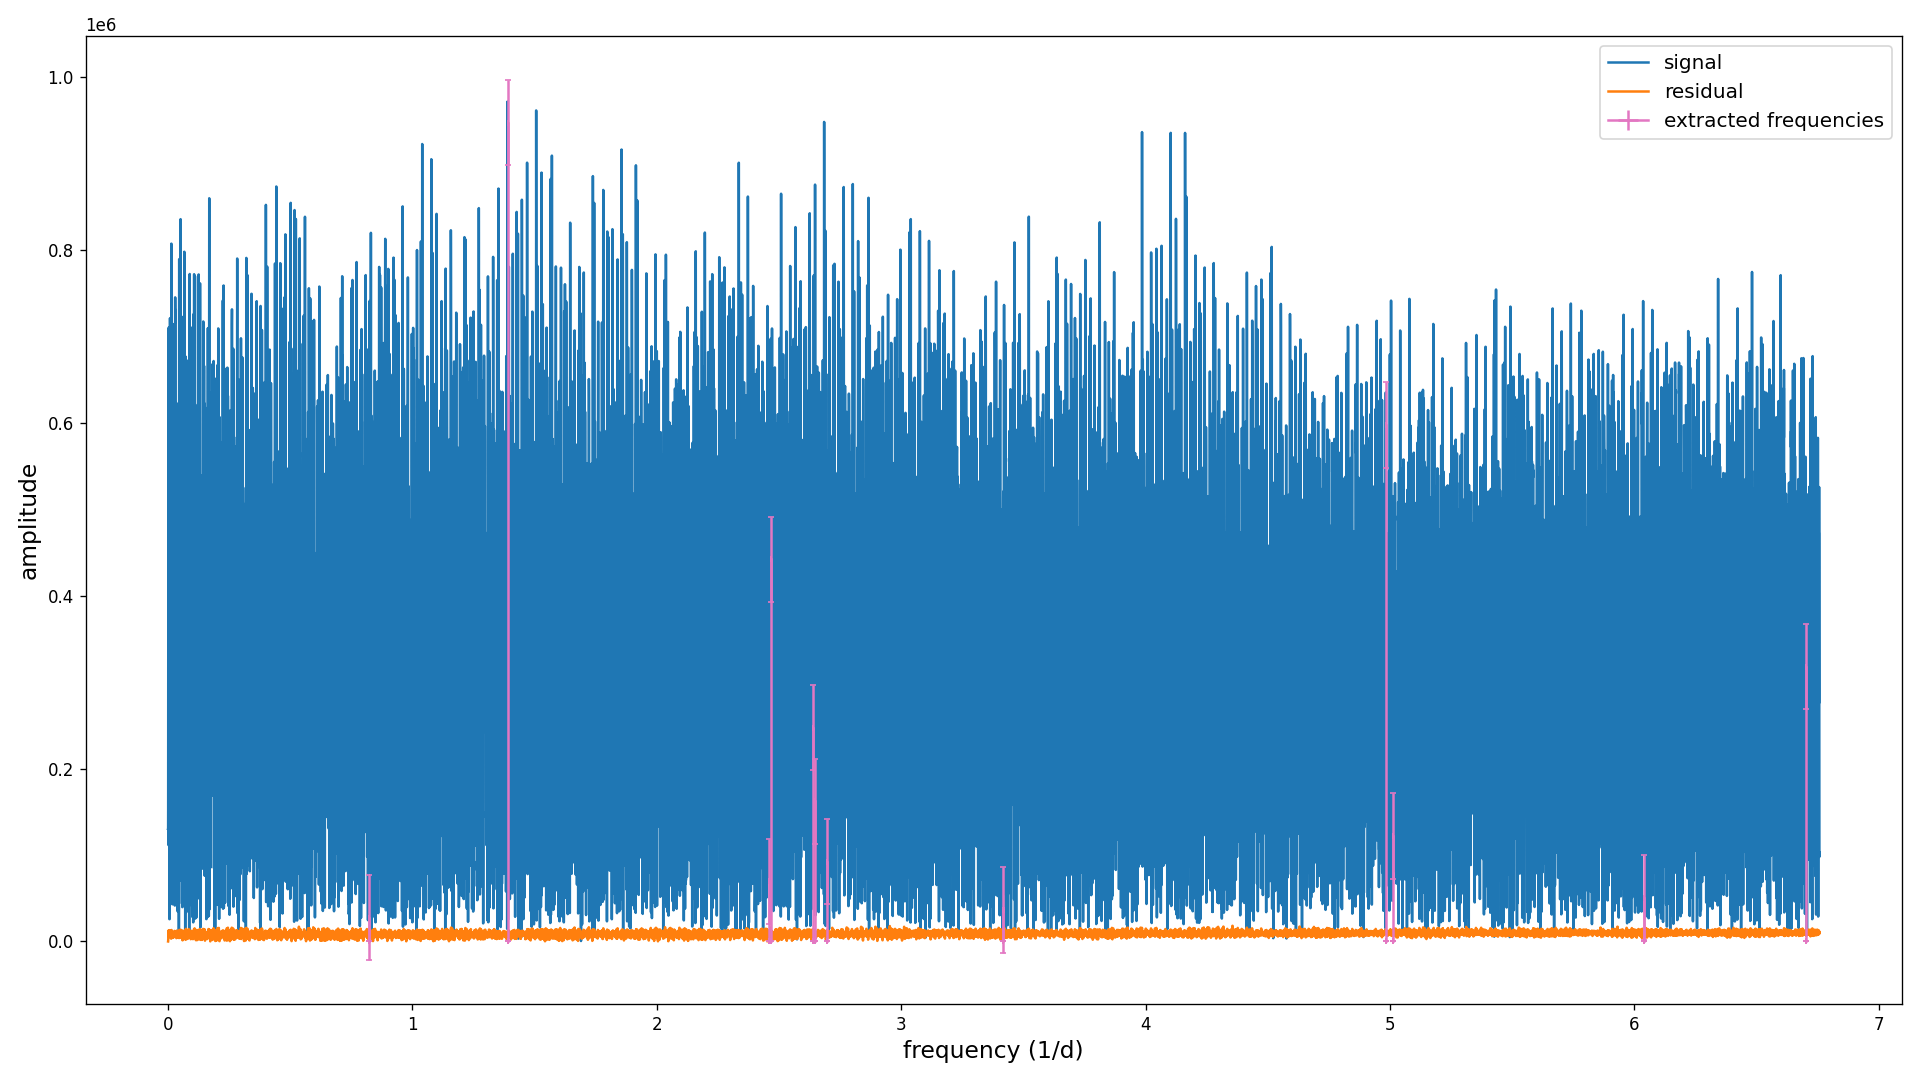 1e6
1.0
0.8
0.6
0.4
0.2
0.0
amplitude
signal
residual
extracted frequencies
0 1 2 3 4 5 6 7
frequency (1/d)